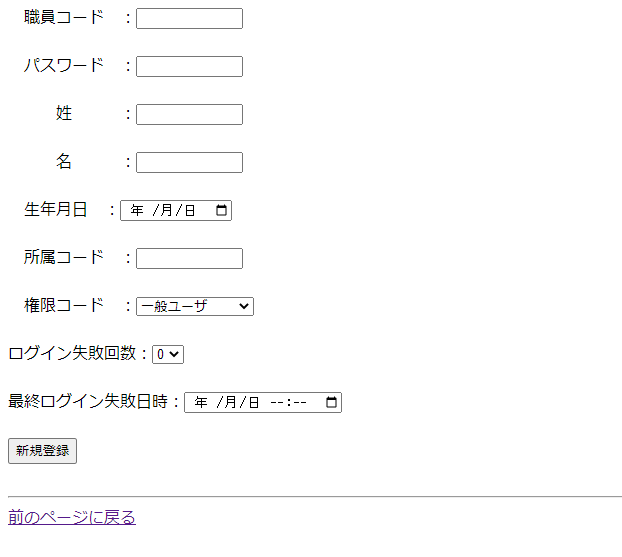 職員コード :
パスワード :
姓 :
名 :
生年月日 : 年 /月/日
所属コード :
権限コード : 一般ユーザ
ログイン失敗回数 : 0
最終ログイン失敗日時 : 年 /月/日 --:--
新規登録
前のページに戻る